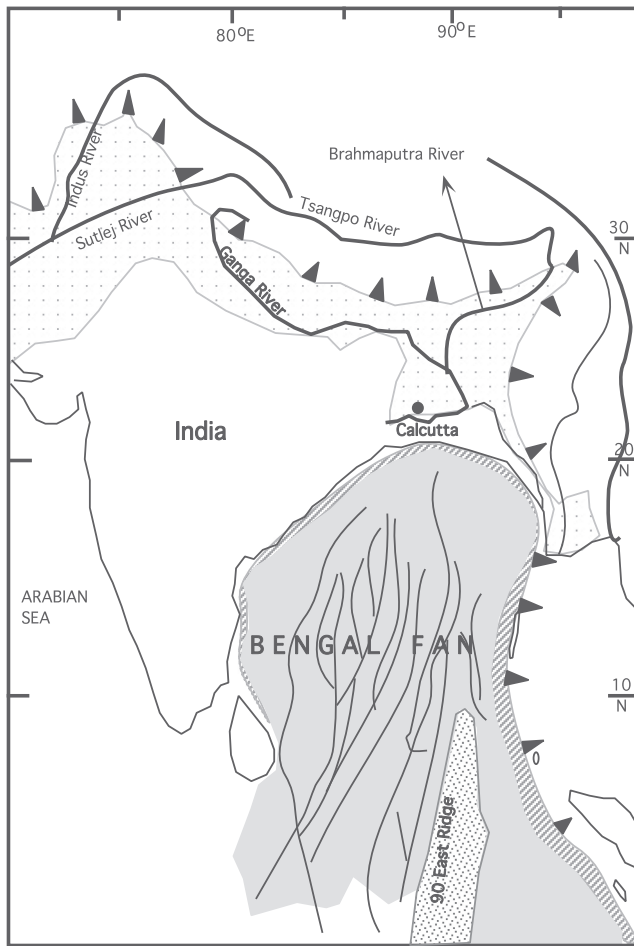 80°E
90°E
Brahmaputra River
Indus River
Tsangpo River
Sutlej River
30
N
Ganga River
India
Calcutta
20
N
ARABIAN
SEA
BENGAL FAN
10
N
90 East Ridge